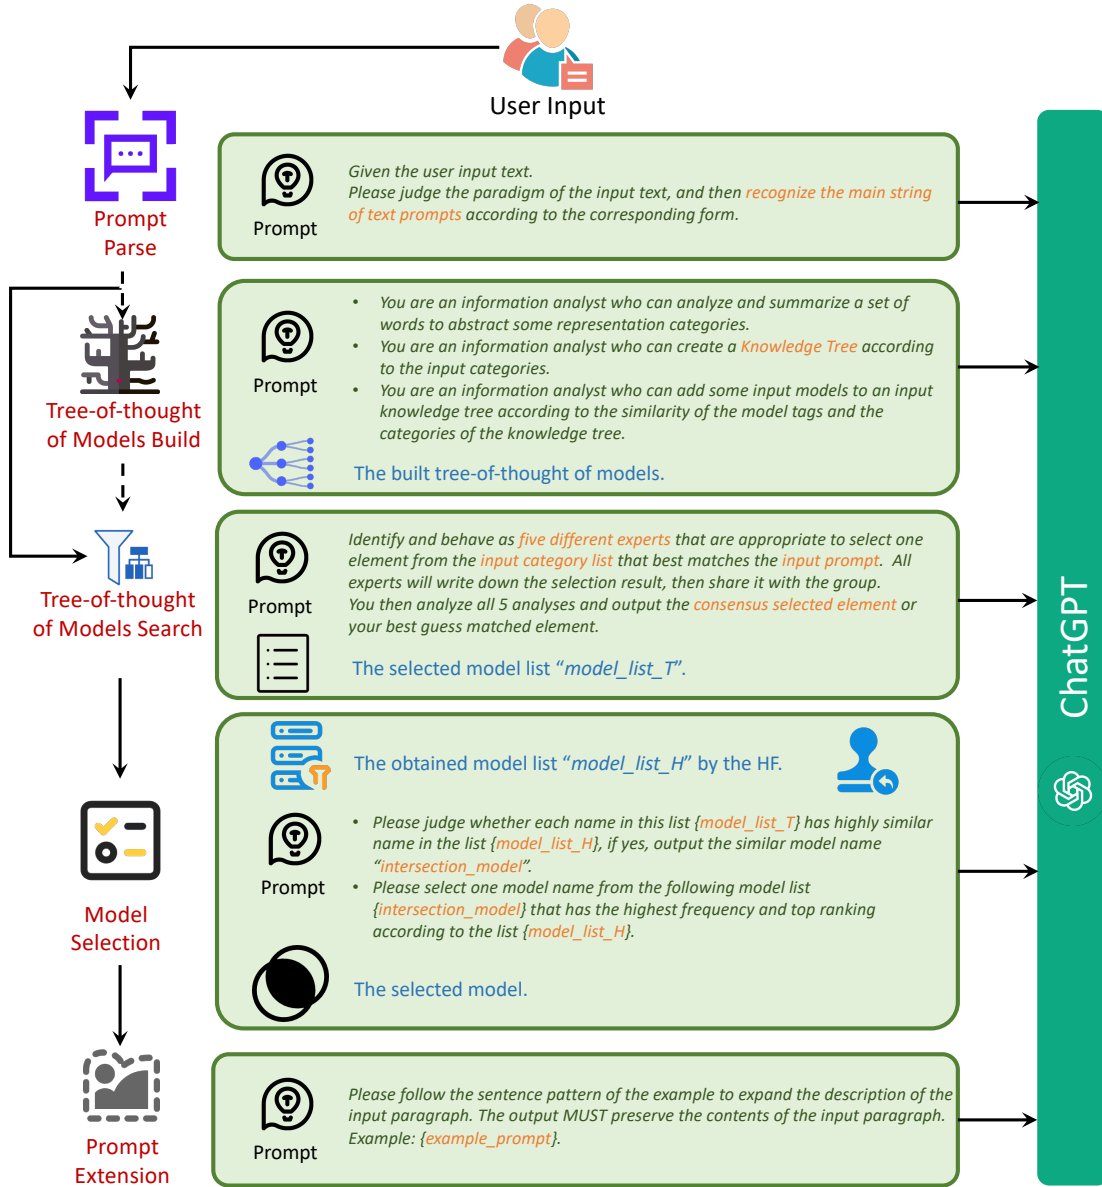 User Input
Prompt
Parse
Prompt
Given the user input text.
Please judge the paradigm of the input text, and then recognize the main string
of text prompts according to the corresponding form.
Tree-of-thought
of Models Build
Prompt
• You are an information analyst who can analyze and summarize a set of
words to abstract some representation categories.
• You are an information analyst who can create a Knowledge Tree according
to the input categories.
• You are an information analyst who can add some input models to an input
knowledge tree according to the similarity of the model tags and the
categories of the knowledge tree.
The built tree-of-thought of models.
Tree-of-thought
of Models Search
Prompt
Identify and behave as five different experts that are appropriate to select one
element from the input category list that best matches the input prompt. All
experts will write down the selection result, then share it with the group.
You then analyze all 5 analyses and output the consensus selected element or
your best guess matched element.
The selected model list “model_list_T”.
Model
Selection
The obtained model list “model_list_H” by the HF.
Prompt
• Please judge whether each name in this list {model_list_T} has highly similar
name in the list {model_list_H}, if yes, output the similar model name
“intersection_model”.
• Please select one model name from the following model list
{intersection_model} that has the highest frequency and top ranking
according to the list {model_list_H}.
The selected model.
Prompt
Extension
Prompt
Please follow the sentence pattern of the example to expand the description of the
input paragraph. The output MUST preserve the contents of the input paragraph.
Example: {example_prompt}.
ChatGPT